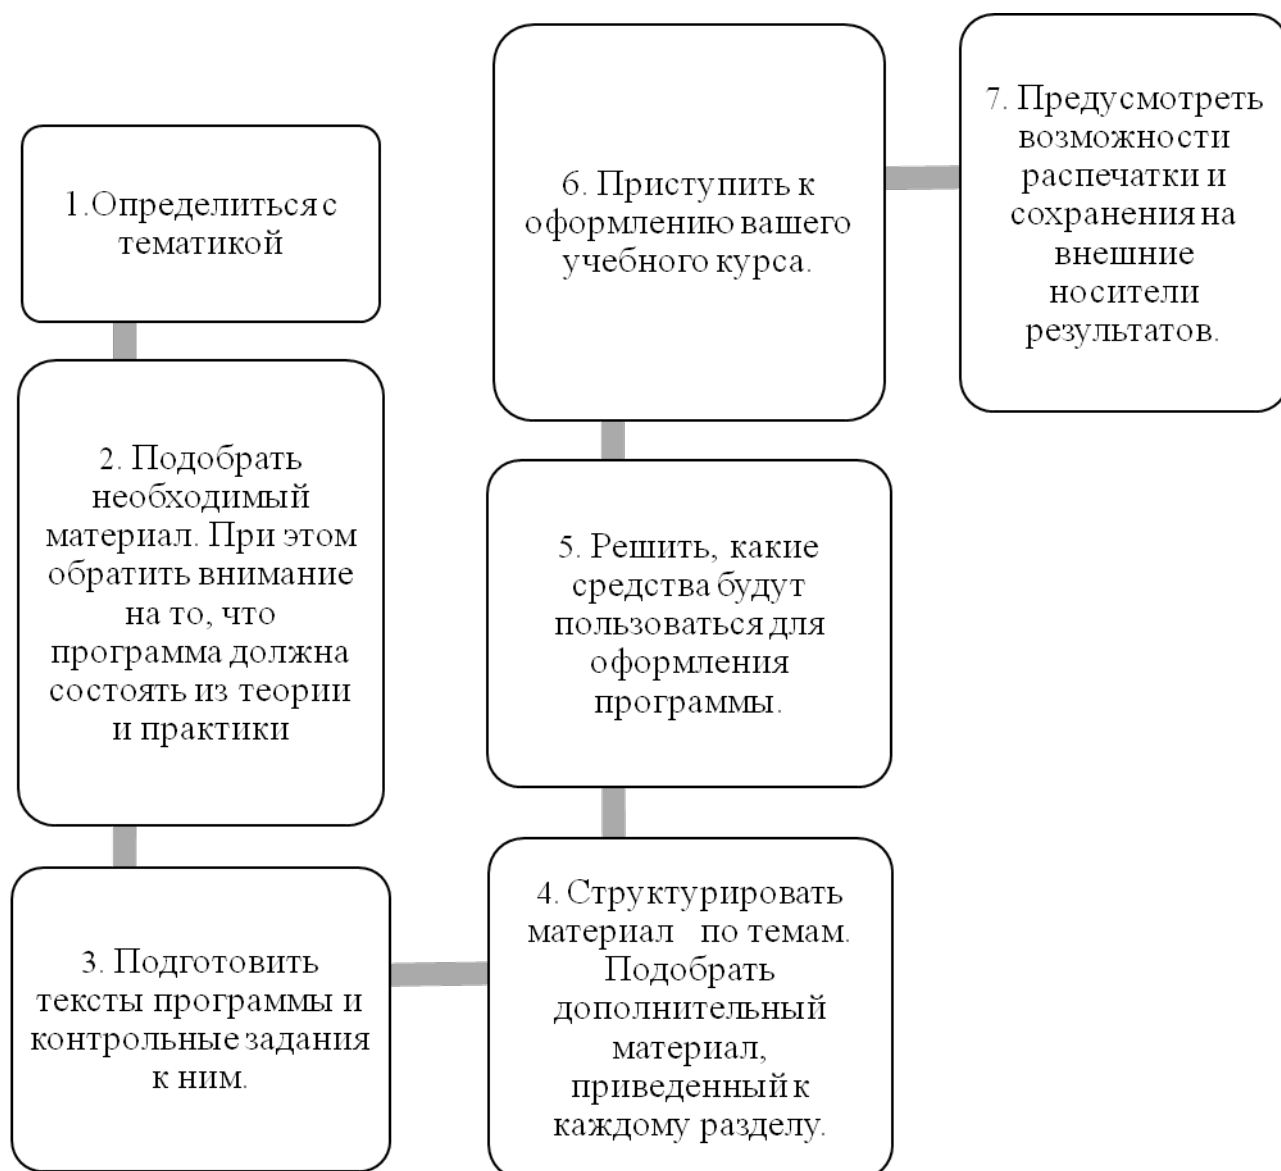 1.Определиться с
тематикой
2. Подобрать
необходимый
материал. При этом
обратить внимание
на то, что
программа должна
состоять из теории
и практики
3. Подготовить
тексты программы и
контрольные задания
к ним.
4. Структурировать
материал по темам.
Подобрать
дополнительный
материал,
приведенный к
каждому разделу.
5. Решить, какие
средства будут
пользоваться для
оформления
программы.
6. Приступить к
оформлению вашего
учебного курса.
7. Предусмотреть
возможности
распечатки и
сохранения на
внешние
носители
результатов.